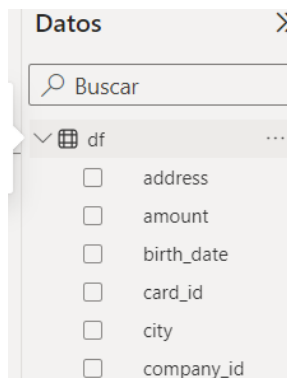 Datos
Buscar
df
address
amount
birth_date
card_id
city
company_id